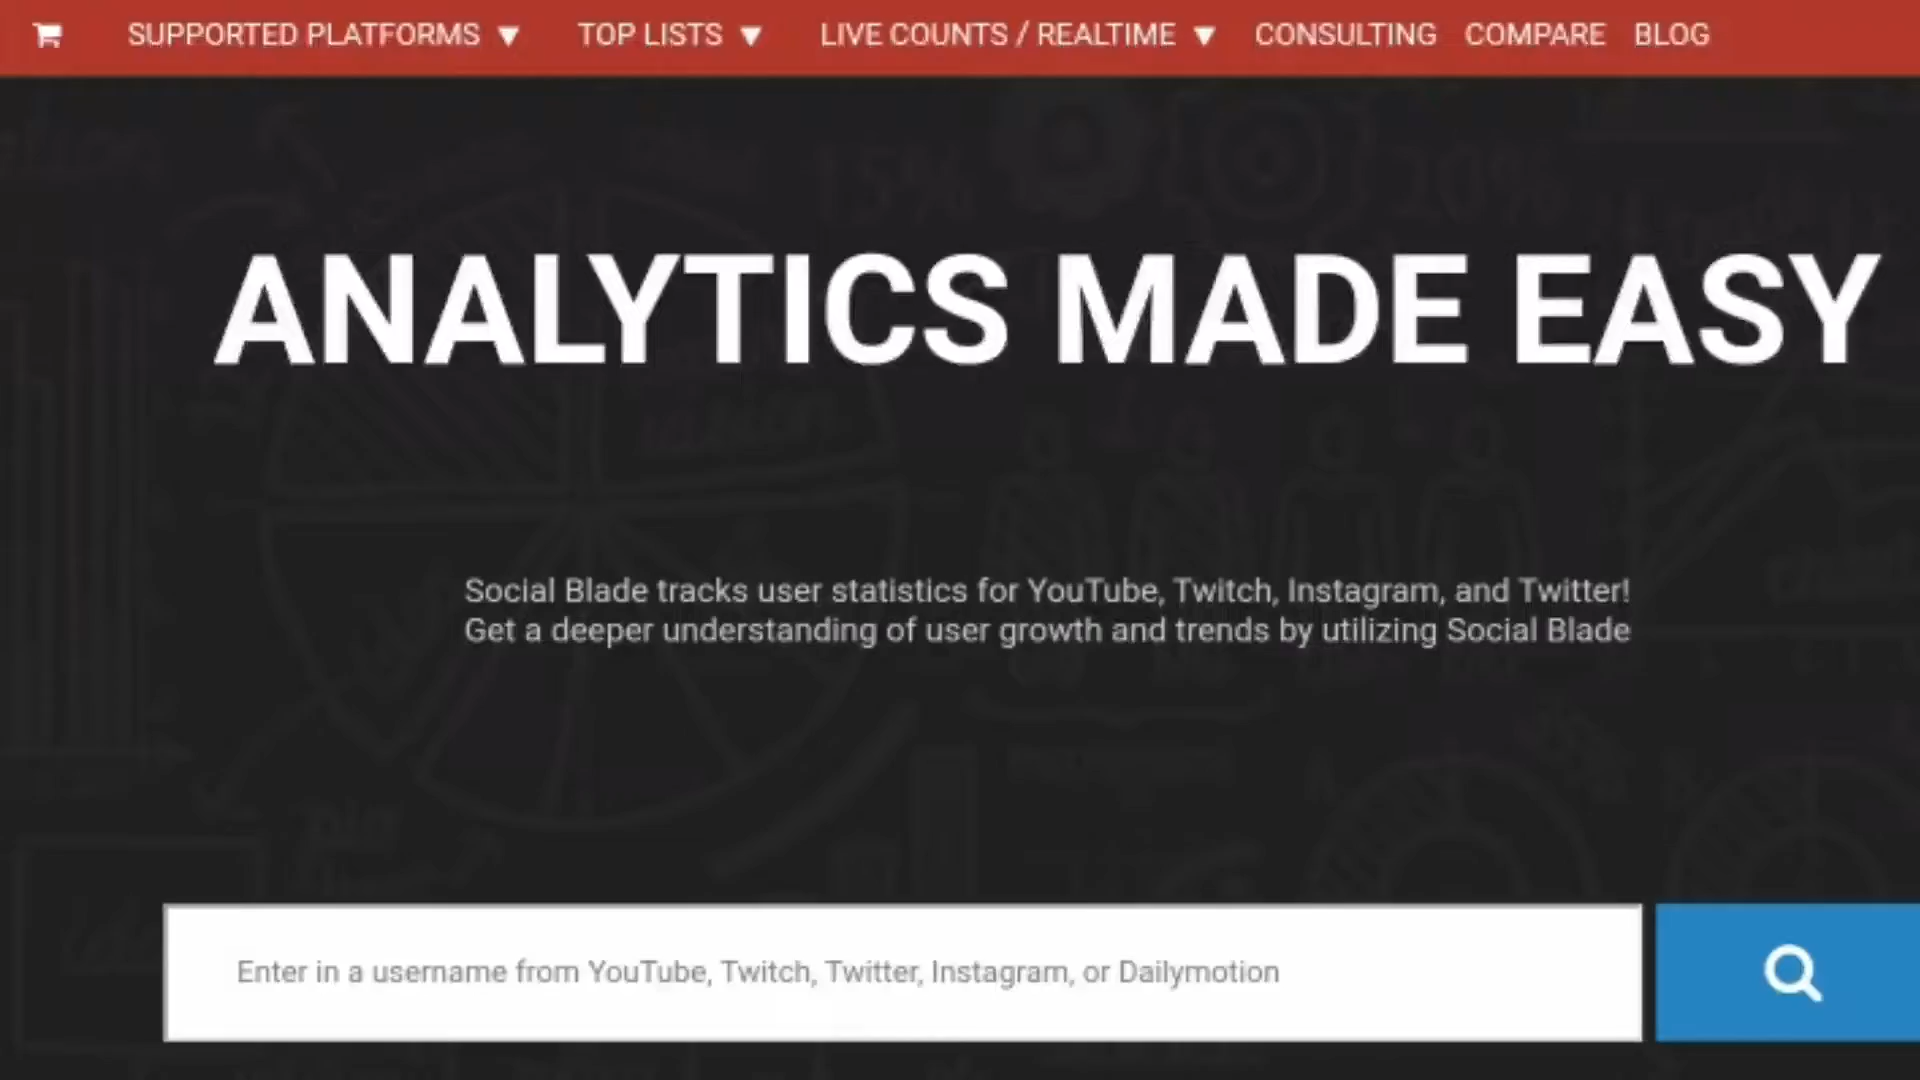 SUPPORTED PLATFORMS ▼ TOP LISTS ▼ LIVE COUNTS / REALTIME ▼ CONSULTING COMPARE BLOG
15% 10%
ANALYTICS MADE EASY
Social Blade tracks user statistics for YouTube, Twitch, Instagram, and Twitter!
Get a deeper understanding of user growth and trends by utilizing Social Blade
Enter in a username from YouTube, Twitch, Twitter, Instagram, or Dailymotion